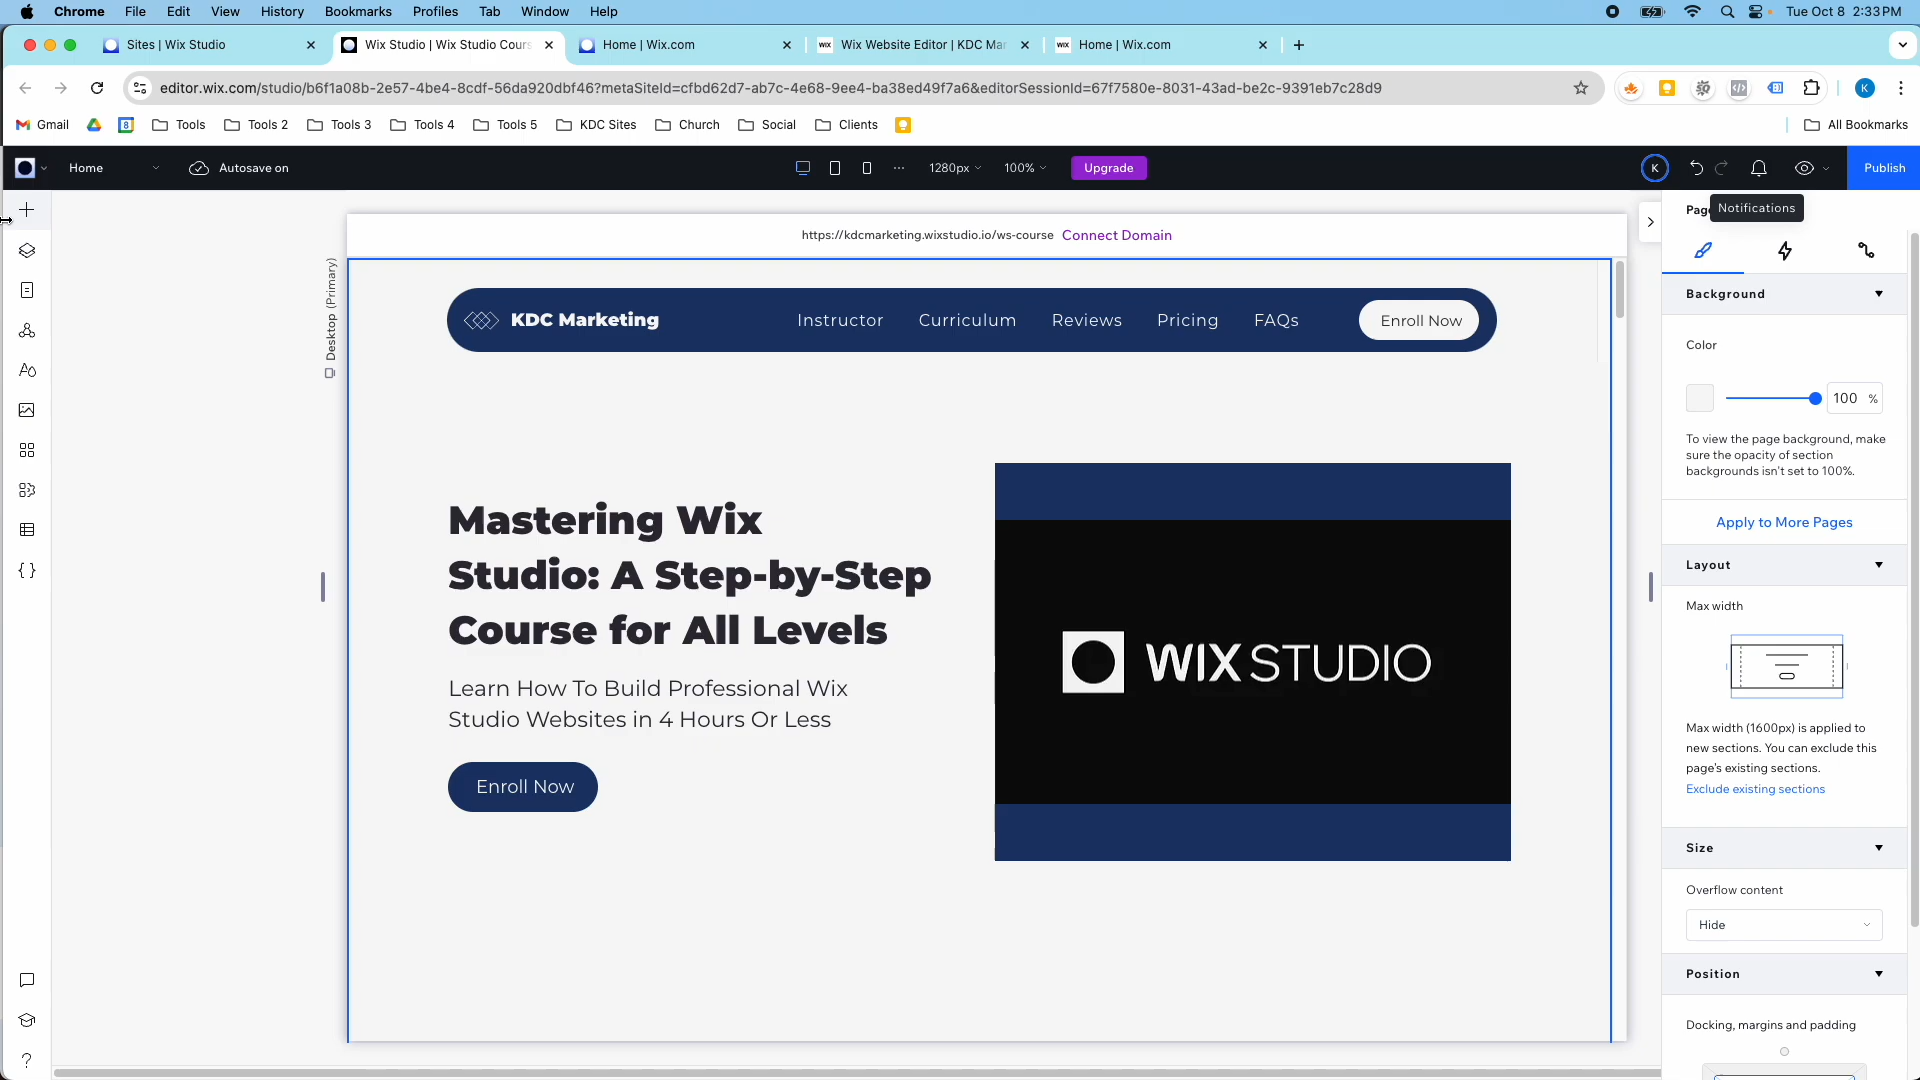 Chrome File Edit View History Bookmarks Profiles Tab Window Help Tue Oct 8 2:33 PM
Sites | Wix Studio
Wix Studio | Wix Studio Cours
Home | Wix.com
WIX Wix Website Editor | KDC Mar
WIX Home | Wix.com
editor.wix.com/studio/b6f1a08b-2e57-4be4-8cdf-56da920dbf46?metaSiteId=cfbd62d7-ab7c-4e68-9ee4-ba38ed49f7a6&editorSessionId=67f7580e-8031-43ad-be2c-9391eb7c28d9
K
Gmail 8 Tools Tools 2 Tools 3 Tools 4 Tools 5 KDC Sites Church Social Clients All Bookmarks
Home Autosave on 1280px 100% Upgrade K Publish
Notifications
Page
https://kdcmarketing.wixstudio.io/ws-course Connect Domain
Desktop (Primary)
KDC Marketing Instructor Curriculum Reviews Pricing FAQs Enroll Now
Mastering Wix
Studio: A Step-by-Step
Course for All Levels
Learn How To Build Professional Wix
Studio Websites in 4 Hours Or Less
Enroll Now
WIX STUDIO
Background
Color
100 %
To view the page background, make
sure the opacity of section
backgrounds isn't set to 100%.
Apply to More Pages
Layout
Max width
Max width (1600px) is applied to
new sections. You can exclude this
page's existing sections.
Exclude existing sections
Size
Overflow content
Hide
Position
Docking, margins and padding